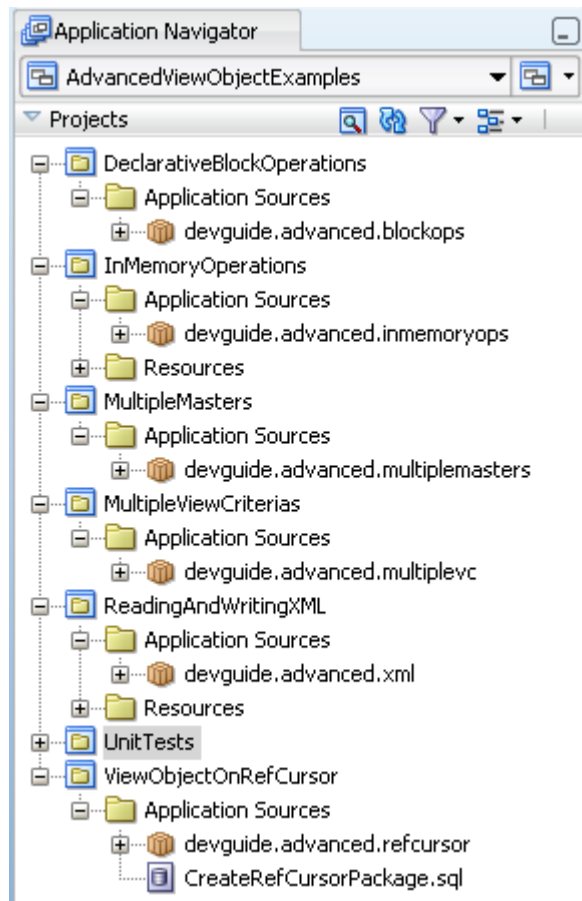 Application Navigator
AdvancedViewObjectExamples
Projects
DeclarativeBlockOperations
Application Sources
devguide.advanced.blockops
InMemoryOperations
Application Sources
devguide.advanced.inmemoryops
Resources
MultipleMasters
Application Sources
devguide.advanced.multiplemasters
MultipleViewCriterias
Application Sources
devguide.advanced.multiplevc
ReadingAndWritingXML
Application Sources
devguide.advanced.xml
Resources
UnitTests
ViewObjectOnRefCursor
Application Sources
devguide.advanced.refcursor
CreateRefCursorPackage.sql